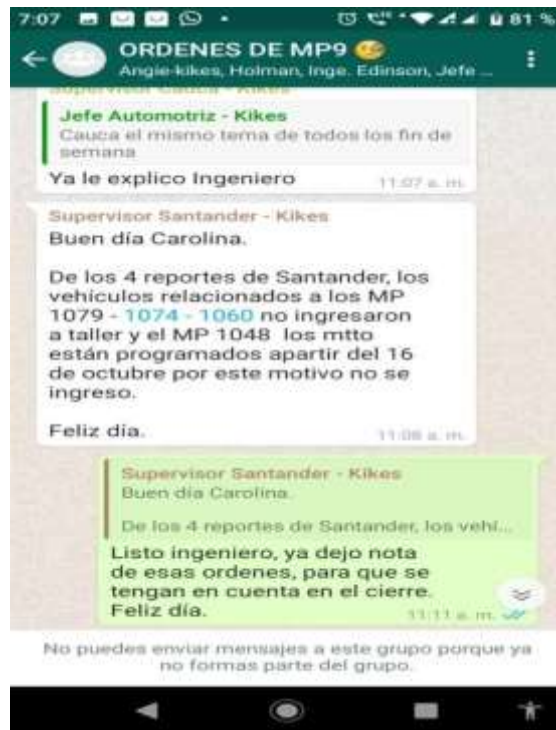 7:07
81 %
ORDENES DE MP9
Angie-kikes, Holman, Inge. Edinson, Jefe ...
Supervisor Cauca - Kikes
Jefe Automotriz - Kikes
Cauca el mismo tema de todos los fin de
semana
Ya le explico Ingeniero
11:07 a. m.
Supervisor Santander - Kikes
Buen día Carolina.
De los 4 reportes de Santander, los
vehículos relacionados a los MP
1079 - 1074 - 1060 no ingresaron
a taller y el MP 1048 los mtto
están programados apartir del 16
de octubre por este motivo no se
ingreso.
Feliz dia.
11:08 a. m.
Supervisor Santander - Kikes
Buen día Carolina.
De los 4 reportes de Santander, los vehí...
Listo ingeniero, ya dejo nota
de esas ordenes, para que se
tengan en cuenta en el cierre.
Feliz día.
11:11 a. m.
No puedes enviar mensajes a este grupo porque ya
no formas parte del grupo.